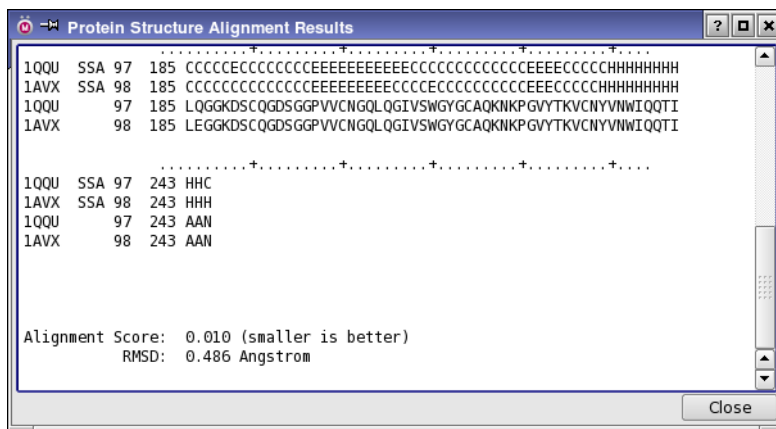 Protein Structure Alignment Results
..........+.........+.........+.........+.........+....
1QQU SSA 97 185 CCCCCECCCCCCCCEEEEEEEEEEECCCCCCCCCCCCCEEEECCCCCHHHHHHHH
1AVX SSA 98 185 CCCCCCCCCCCCCCEEEEEEEEECCCCECCCCCCCCCCEEECCCCCHHHHHHHHH
1QQU 97 185 LQGGKDSCQGDSGGPVVCNGQLQGIVSWGYGCAQKNKPGVYTKVCNYVNWIQQTI
1AVX 98 185 LEGGKDSCQGDSGGPVVCNGQLQGIVSWGYGCAQKNKPGVYTKVCNYVNWIQQTI
..........+.........+.........+.........+.........+....
1QQU SSA 97 243 HHC
1AVX SSA 98 243 HHH
1QQU 97 243 AAN
1AVX 98 243 AAN
Alignment Score: 0.010 (smaller is better)
RMSD: 0.486 Angstrom
Close